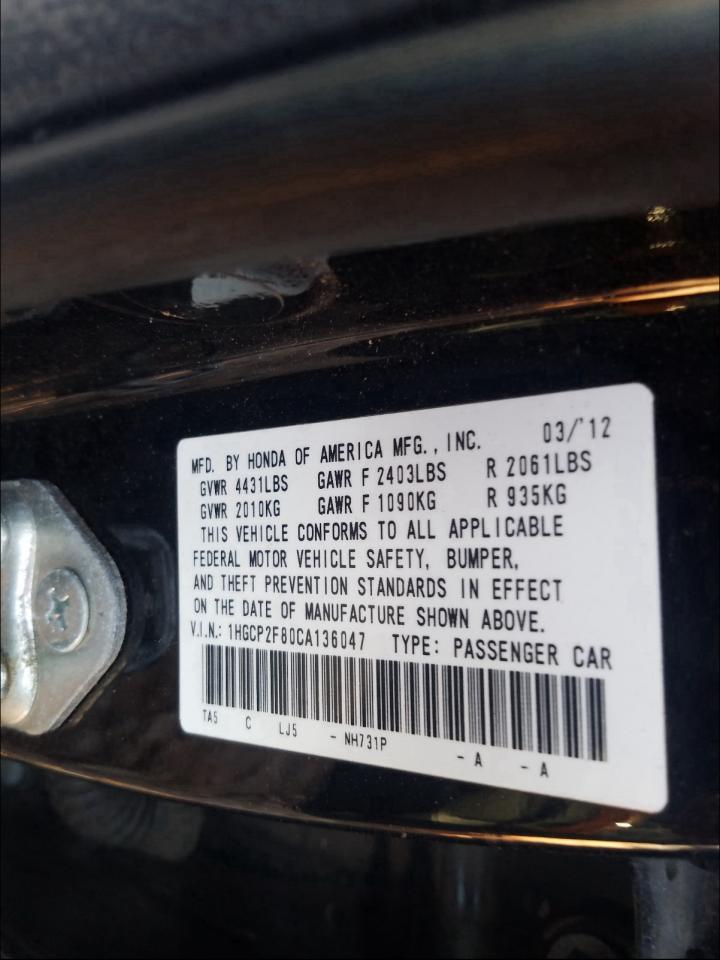 MFD. BY HONDA OF AMERICA MFG., INC. 03/'12
GVWR 4431LBS GAWR F 2403LBS R 2061LBS
GVWR 2010KG GAWR F 1090KG R 935KG
THIS VEHICLE CONFORMS TO ALL APPLICABLE
FEDERAL MOTOR VEHICLE SAFETY, BUMPER,
AND THEFT PREVENTION STANDARDS IN EFFECT
ON THE DATE OF MANUFACTURE SHOWN ABOVE.
V.I.N.: 1HGCP2F80CA136047 TYPE: PASSENGER CAR
TA5 C LJ5 - NH731P - A - A